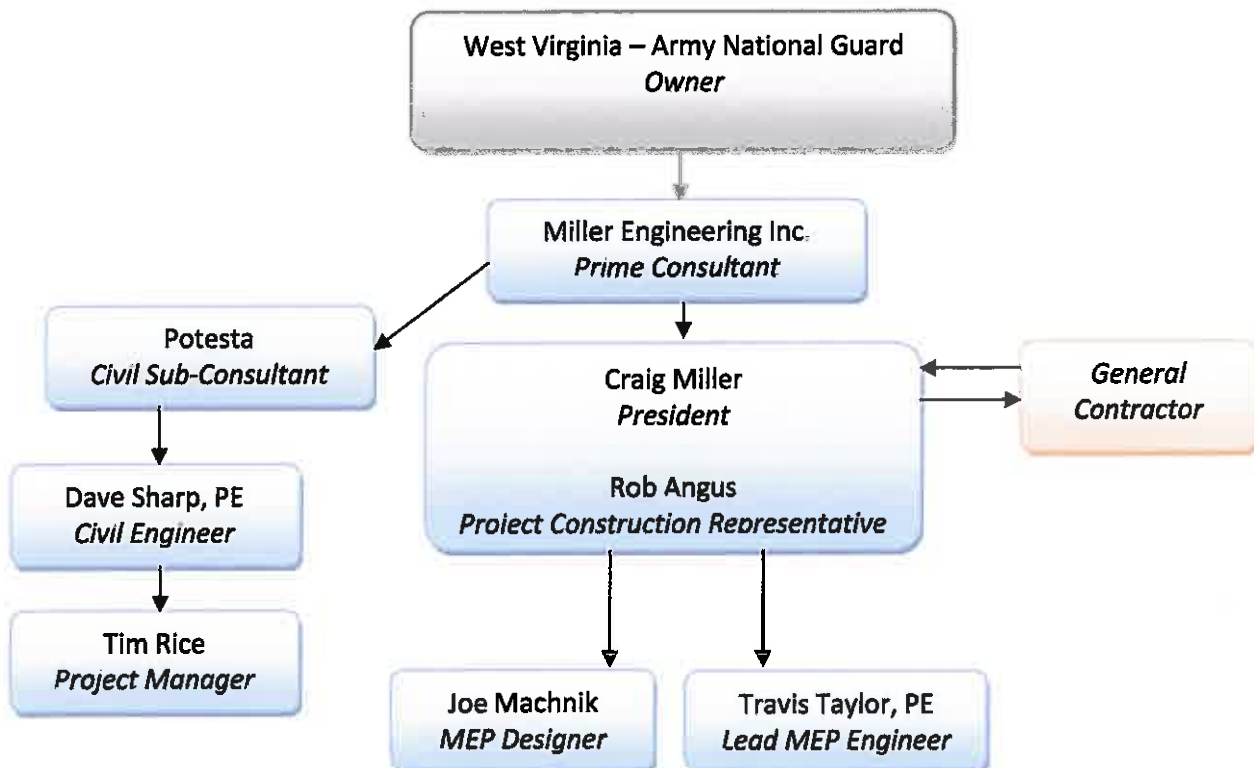 West Virginia – Army National Guard
Owner
Miller Engineering Inc.
Prime Consultant
Potesta
Civil Sub-Consultant
Craig Miller
President
Rob Angus
Project Construction Representative
General
Contractor
Dave Sharp, PE
Civil Engineer
Tim Rice
Project Manager
Joe Machnik
MEP Designer
Travis Taylor, PE
Lead MEP Engineer